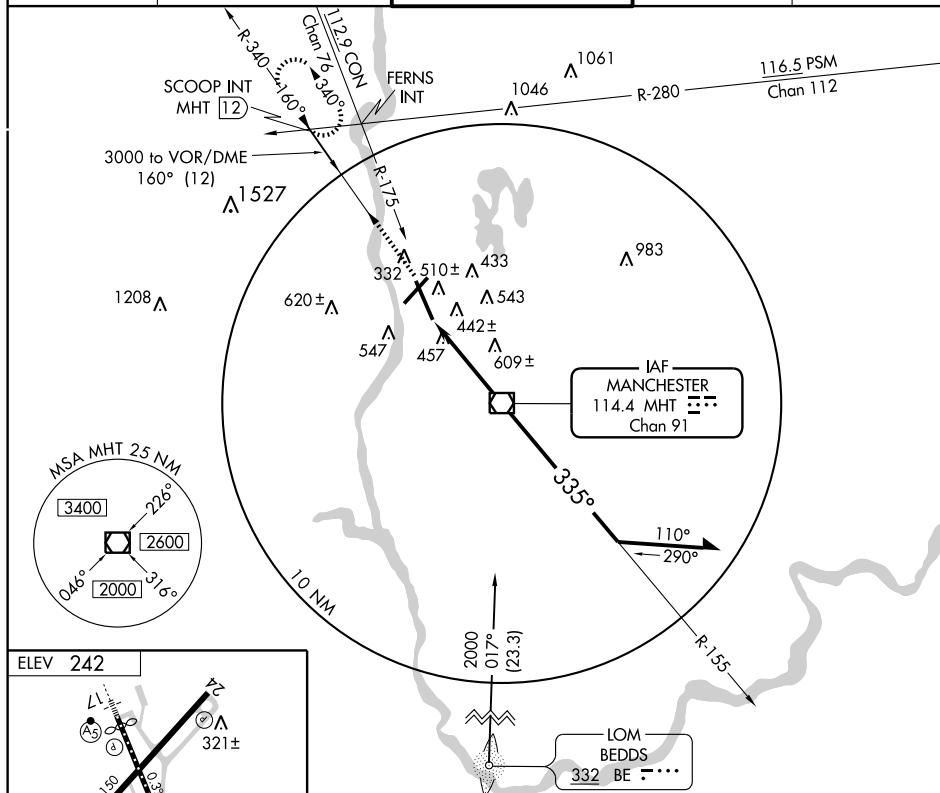 R-340
160°
340°
112.9 CON
Chan 76
SCOOP INT
MHT 12
FERNS
INT
1061
1046
R-280
116.5 PSM
Chan 112
3000 to VOR/DME
160° (12)
R-175
1527
983
332
510±
433
543
1208
620±
442±
547
457
609±
IAF
MANCHESTER
114.4 MHT
Chan 91
335°
110°
290°
MSA MHT 25 NM
3400
226°
2600
046°
2000
316°
10 NM
2000
017°
(23.3)
R-155
ELEV 242
17
24
A5
P
P
321±
150
0.3°
LOM
BEDDS
332 BE